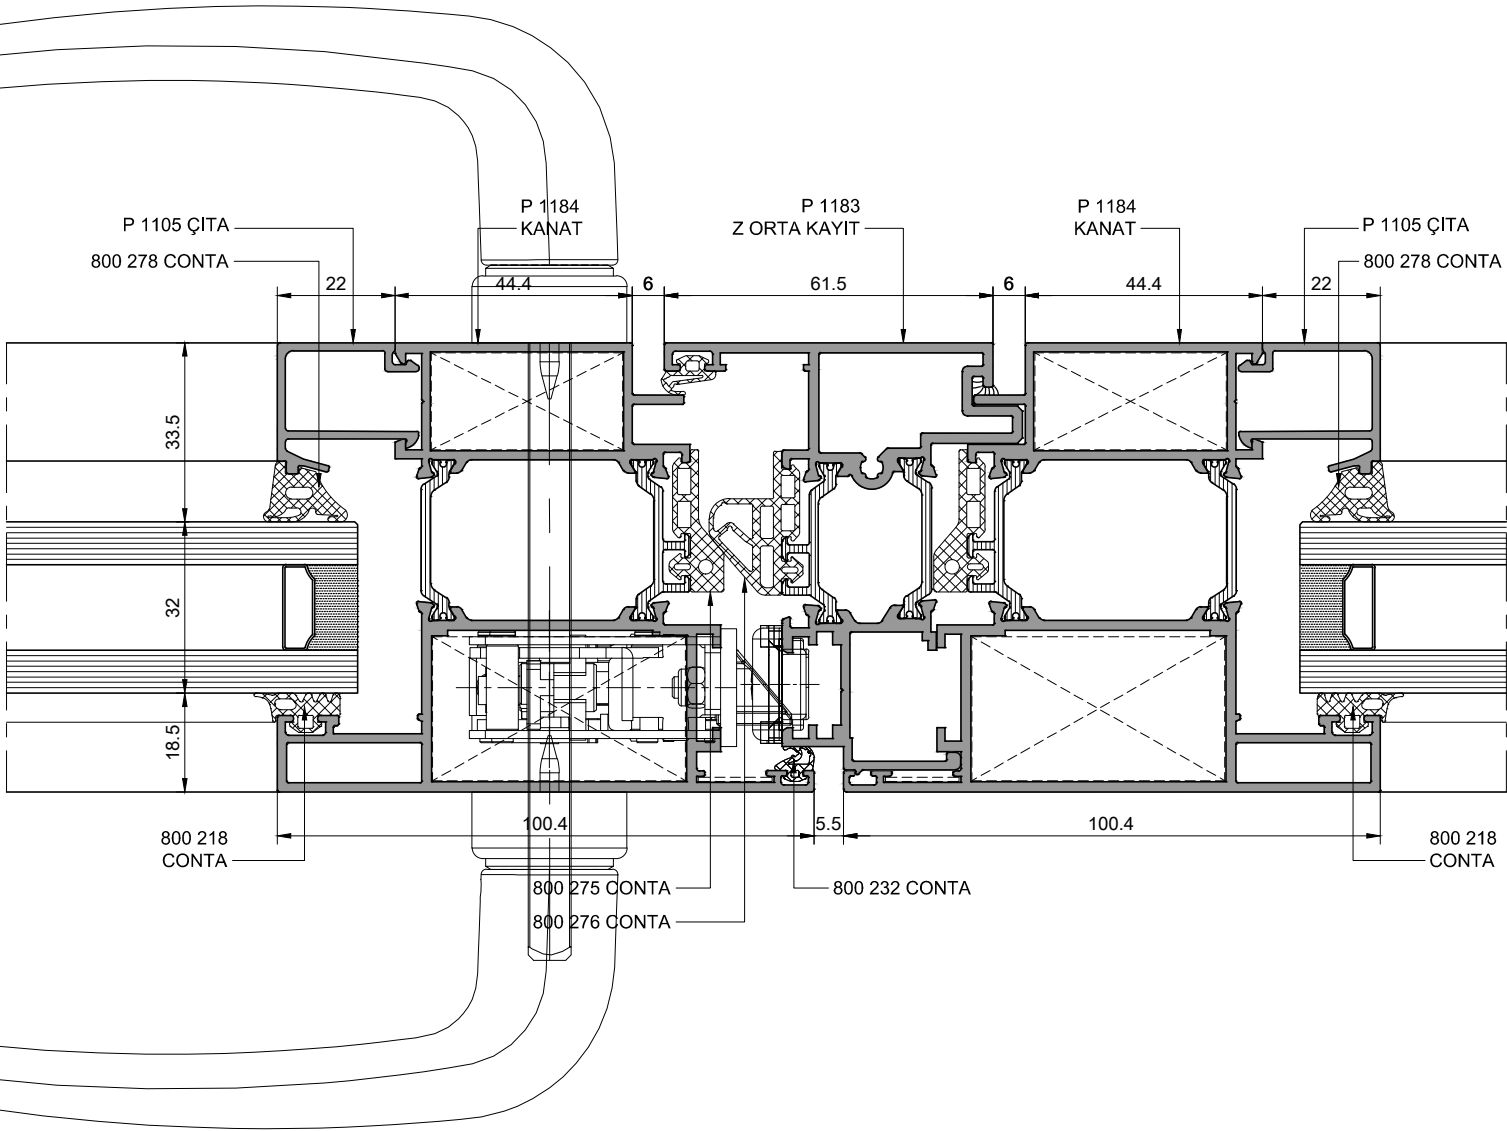 P 1184
KANAT
P 1183
Z ORTA KAYIT
P 1184
KANAT
P 1105 ÇITA
P 1105 ÇITA
800 278 CONTA
800 278 CONTA
22
44.4
6
61.5
6
44.4
22
33.5
32
18.5
100.4
5.5
100.4
800 218
CONTA
800 218
CONTA
800 275 CONTA
800 232 CONTA
800 276 CONTA